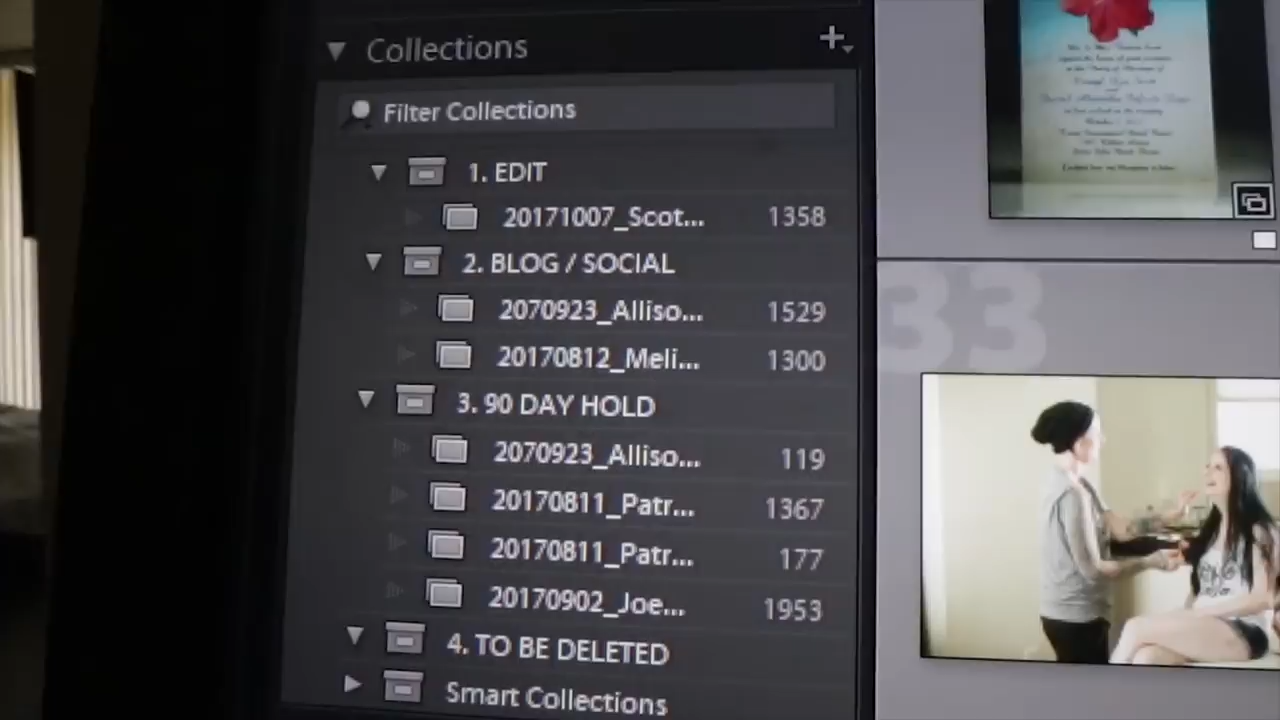 Collections
Filter Collections
1. EDIT
20171007_Scot... 1358
2. BLOG / SOCIAL
2070923_Alliso... 1529
20170812_Meli... 1300
3. 90 DAY HOLD
2070923_Alliso... 119
20170811_Patr... 1367
20170811_Patr... 177
20170902_Joe... 1953
4. TO BE DELETED
Smart Collections
33